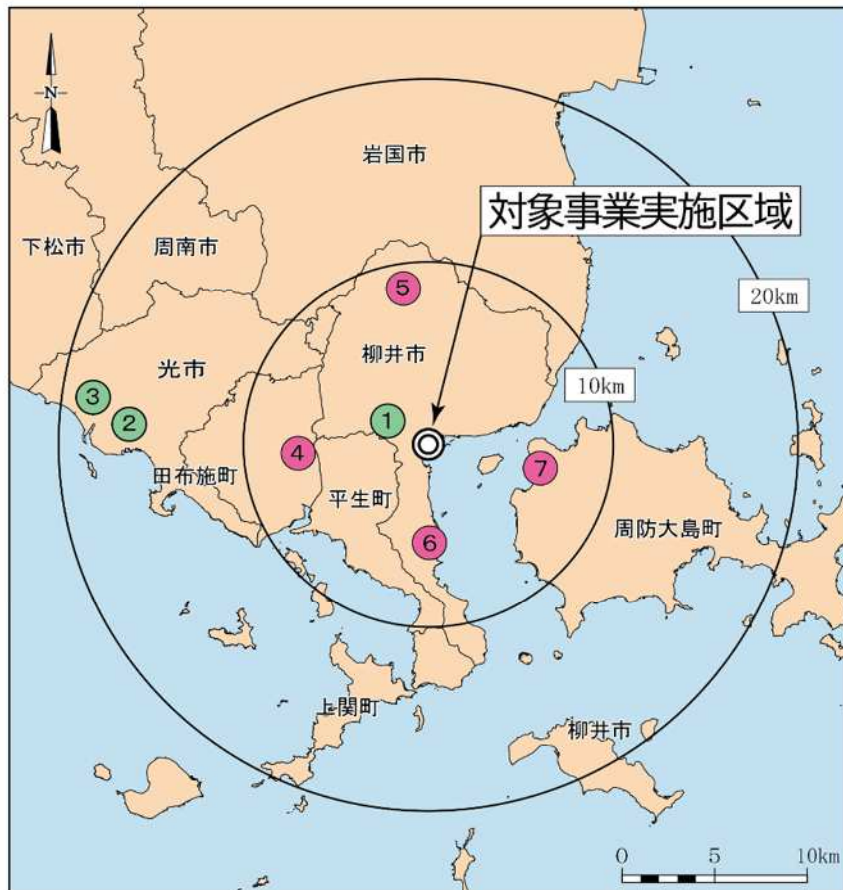 N
岩国市
対象事業実施区域
下松市
周南市
20km
5
柳井市
光市
10km
3
2
1
4
7
田布施町
平生町
周防大島町
6
上関町
柳井市
0 5 10km